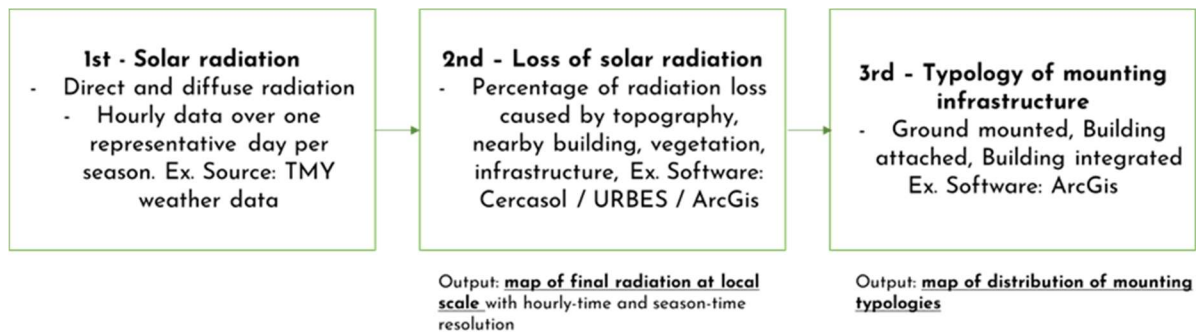 1st - Solar radiation
- Direct and diffuse radiation
- Hourly data over one
representative day per
season. Ex. Source: TMY
weather data
2nd – Loss of solar radiation
- Percentage of radiation loss
caused by topography,
nearby building, vegetation,
infrastructure, Ex. Software:
Cercasol / URBES / ArcGis
Output: map of final radiation at local
scale with hourly-time and season-time
resolution
3rd – Typology of mounting
infrastructure
- Ground mounted, Building
attached, Building integrated
Ex. Software: ArcGis
Output: map of distribution of mounting
typologies